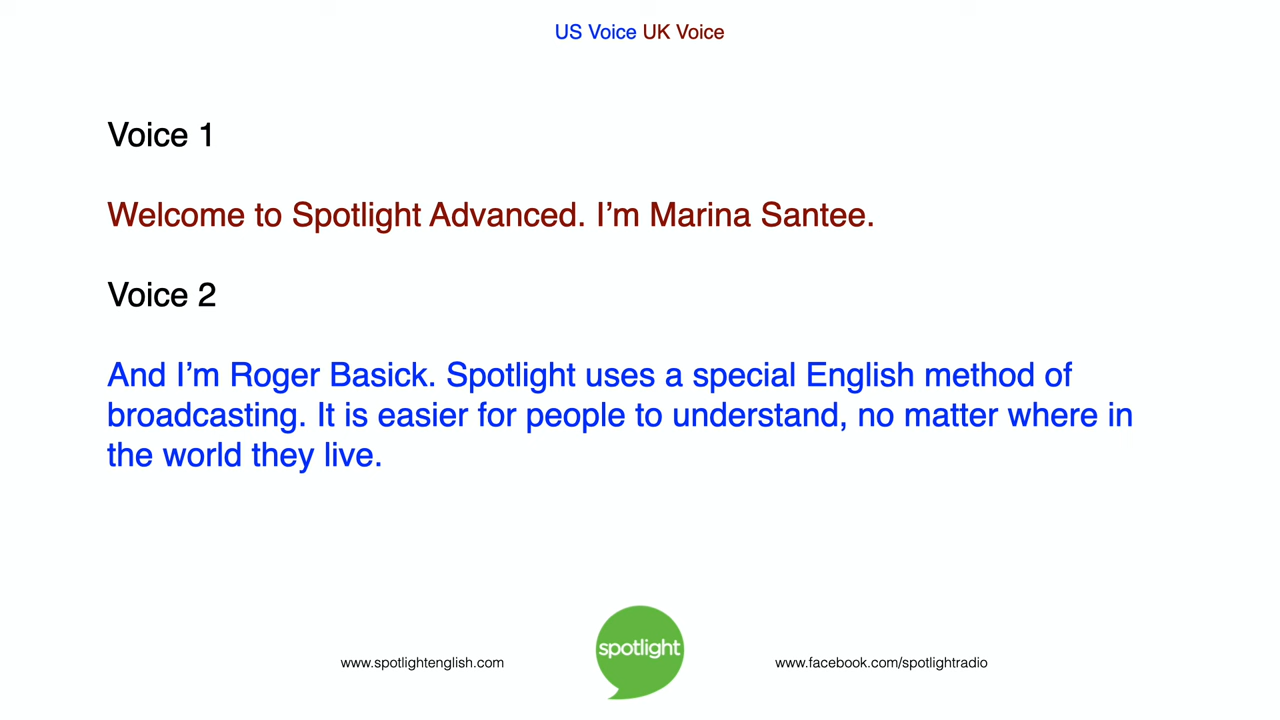 US Voice UK Voice
Voice 1
Welcome to Spotlight Advanced. I’m Marina Santee.
Voice 2
And I’m Roger Basick. Spotlight uses a special English method of
broadcasting. It is easier for people to understand, no matter where in
the world they live.
www.spotlightenglish.com
spotlight
www.facebook.com/spotlightradio